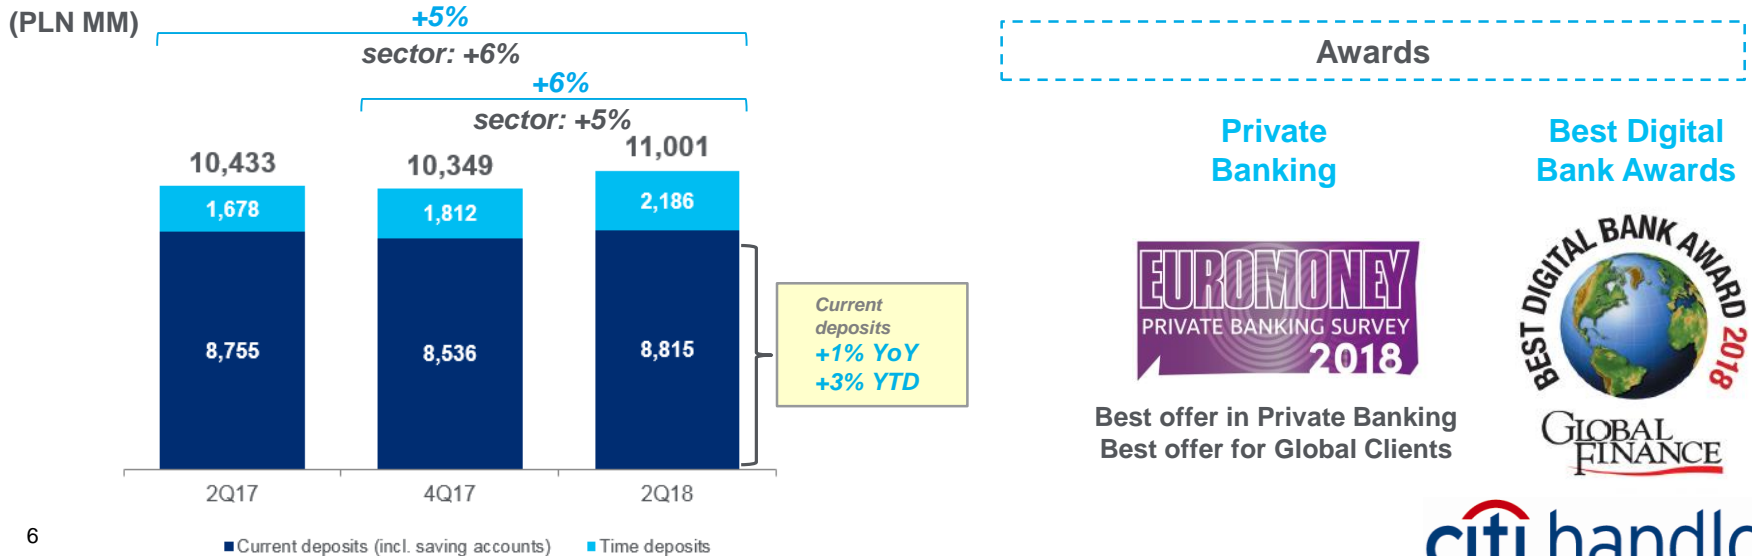 (PLN MM)
+5%
sector: +6%
+6%
sector: +5%
10,433
10,349
11,001
1,678
1,812
2,186
8,755
8,536
8,815
Current
deposits
+1% YoY
+3% YTD
2Q17
4Q17
2Q18
Current deposits (incl. saving accounts)
Time deposits
6
Awards
Private
Banking
EUROMONEY
PRIVATE BANKING SURVEY
2018
Best offer in Private Banking
Best offer for Global Clients
Best Digital
Bank Awards
BEST DIGITAL BANK AWARD 2018
GLOBAL
FINANCE
citi handlo